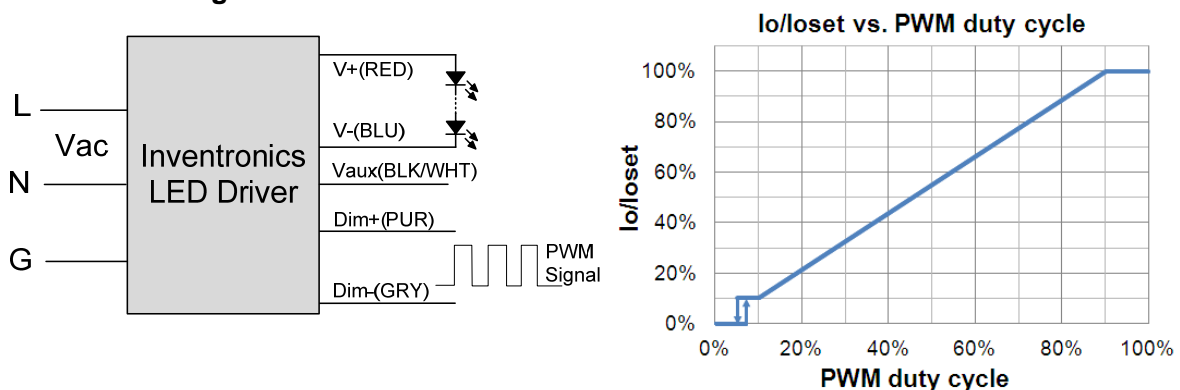 L
Vac
N
G
Inventronics
LED Driver
V+(RED)
V-(BLU)
Vaux(BLK/WHT)
Dim+(PUR)
Dim-(GRY)
PWM
Signal
Io/Ioset vs. PWM duty cycle
Io/Ioset
100%
80%
60%
40%
20%
0%
0% 20% 40% 60% 80% 100%
PWM duty cycle